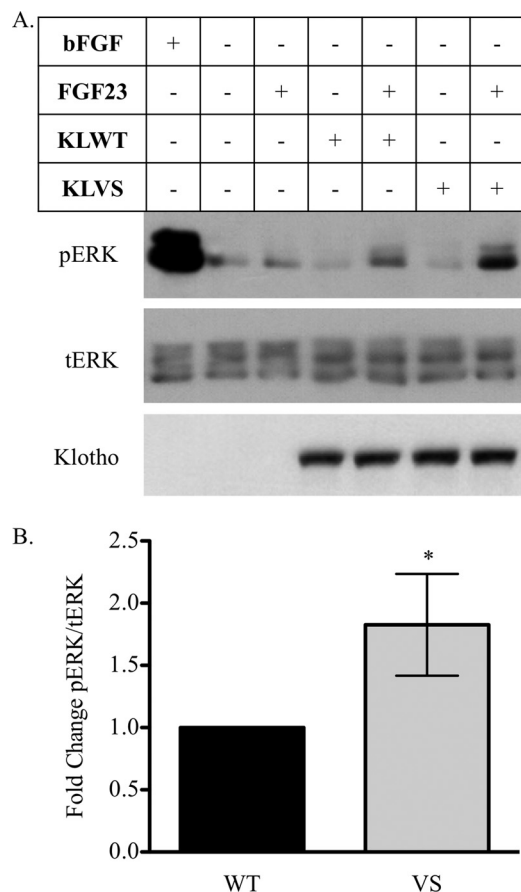 A.
bFGF + - - - - - -
FGF23 - - + - + - +
KLWT - - - + + - -
KLVS - - - - - + +
pERK
tERK
Klotho
B.
Fold Change pERK/tERK
2.5
2.0
1.5
1.0
0.5
0.0
*
WT VS